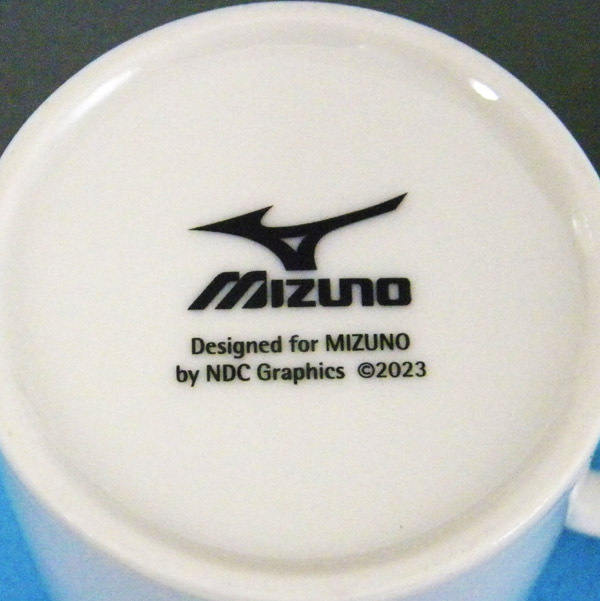 MIZUNO
Designed for MIZUNO
by NDC Graphics ©2023